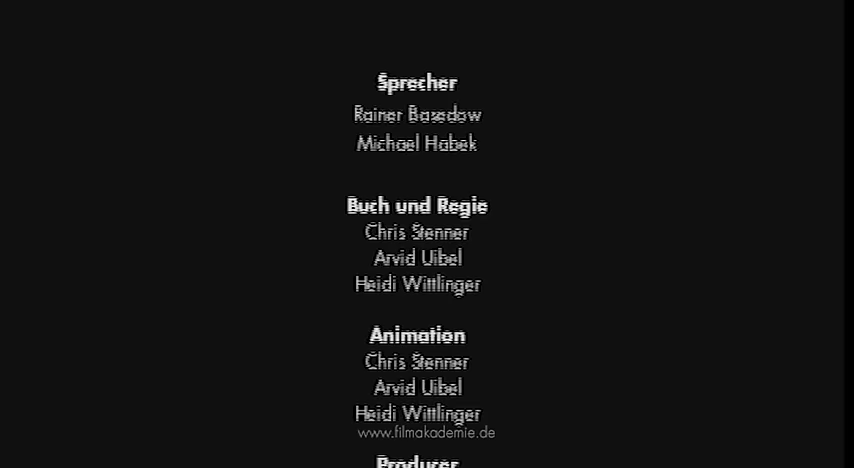 Sprecher
Rainer Basedow
Michael Habek
Buch und Regie
Chris Stenner
Arvid Uibel
Heidi Wittlinger
Animation
Chris Stenner
Arvid Uibel
Heidi Wittlinger
www.filmakademie.de
Producer